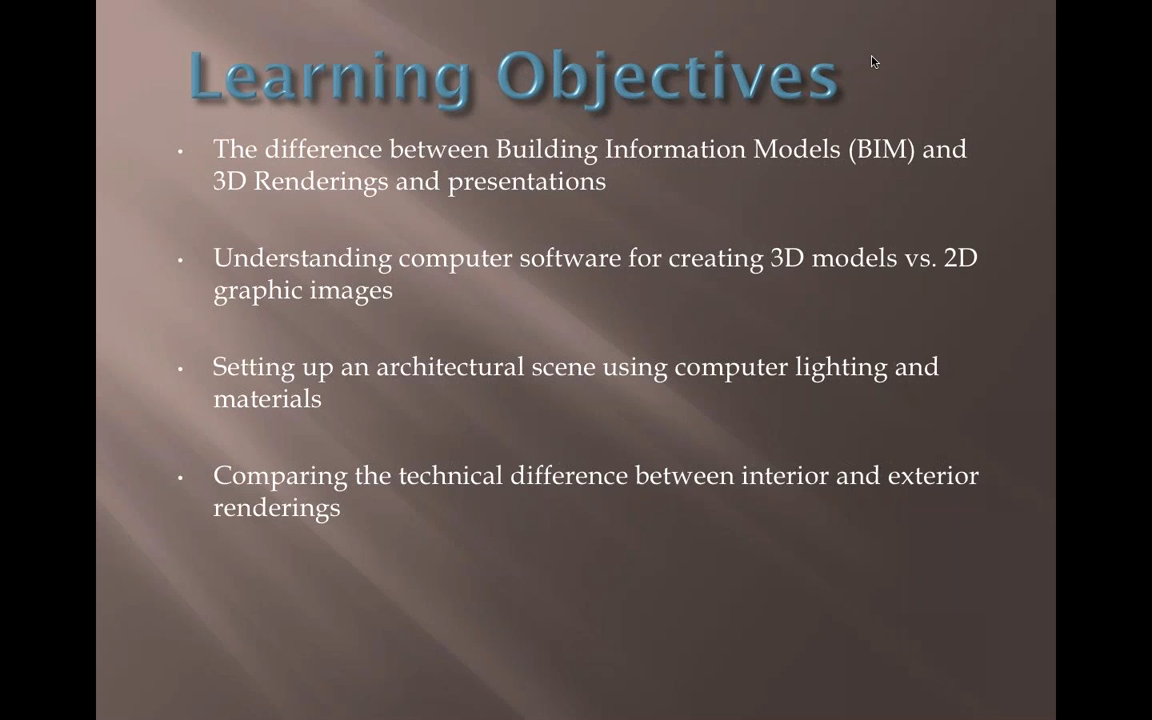 Learning Objectives
• The difference between Building Information Models (BIM) and
3D Renderings and presentations
• Understanding computer software for creating 3D models vs. 2D
graphic images
• Setting up an architectural scene using computer lighting and
materials
• Comparing the technical difference between interior and exterior
renderings